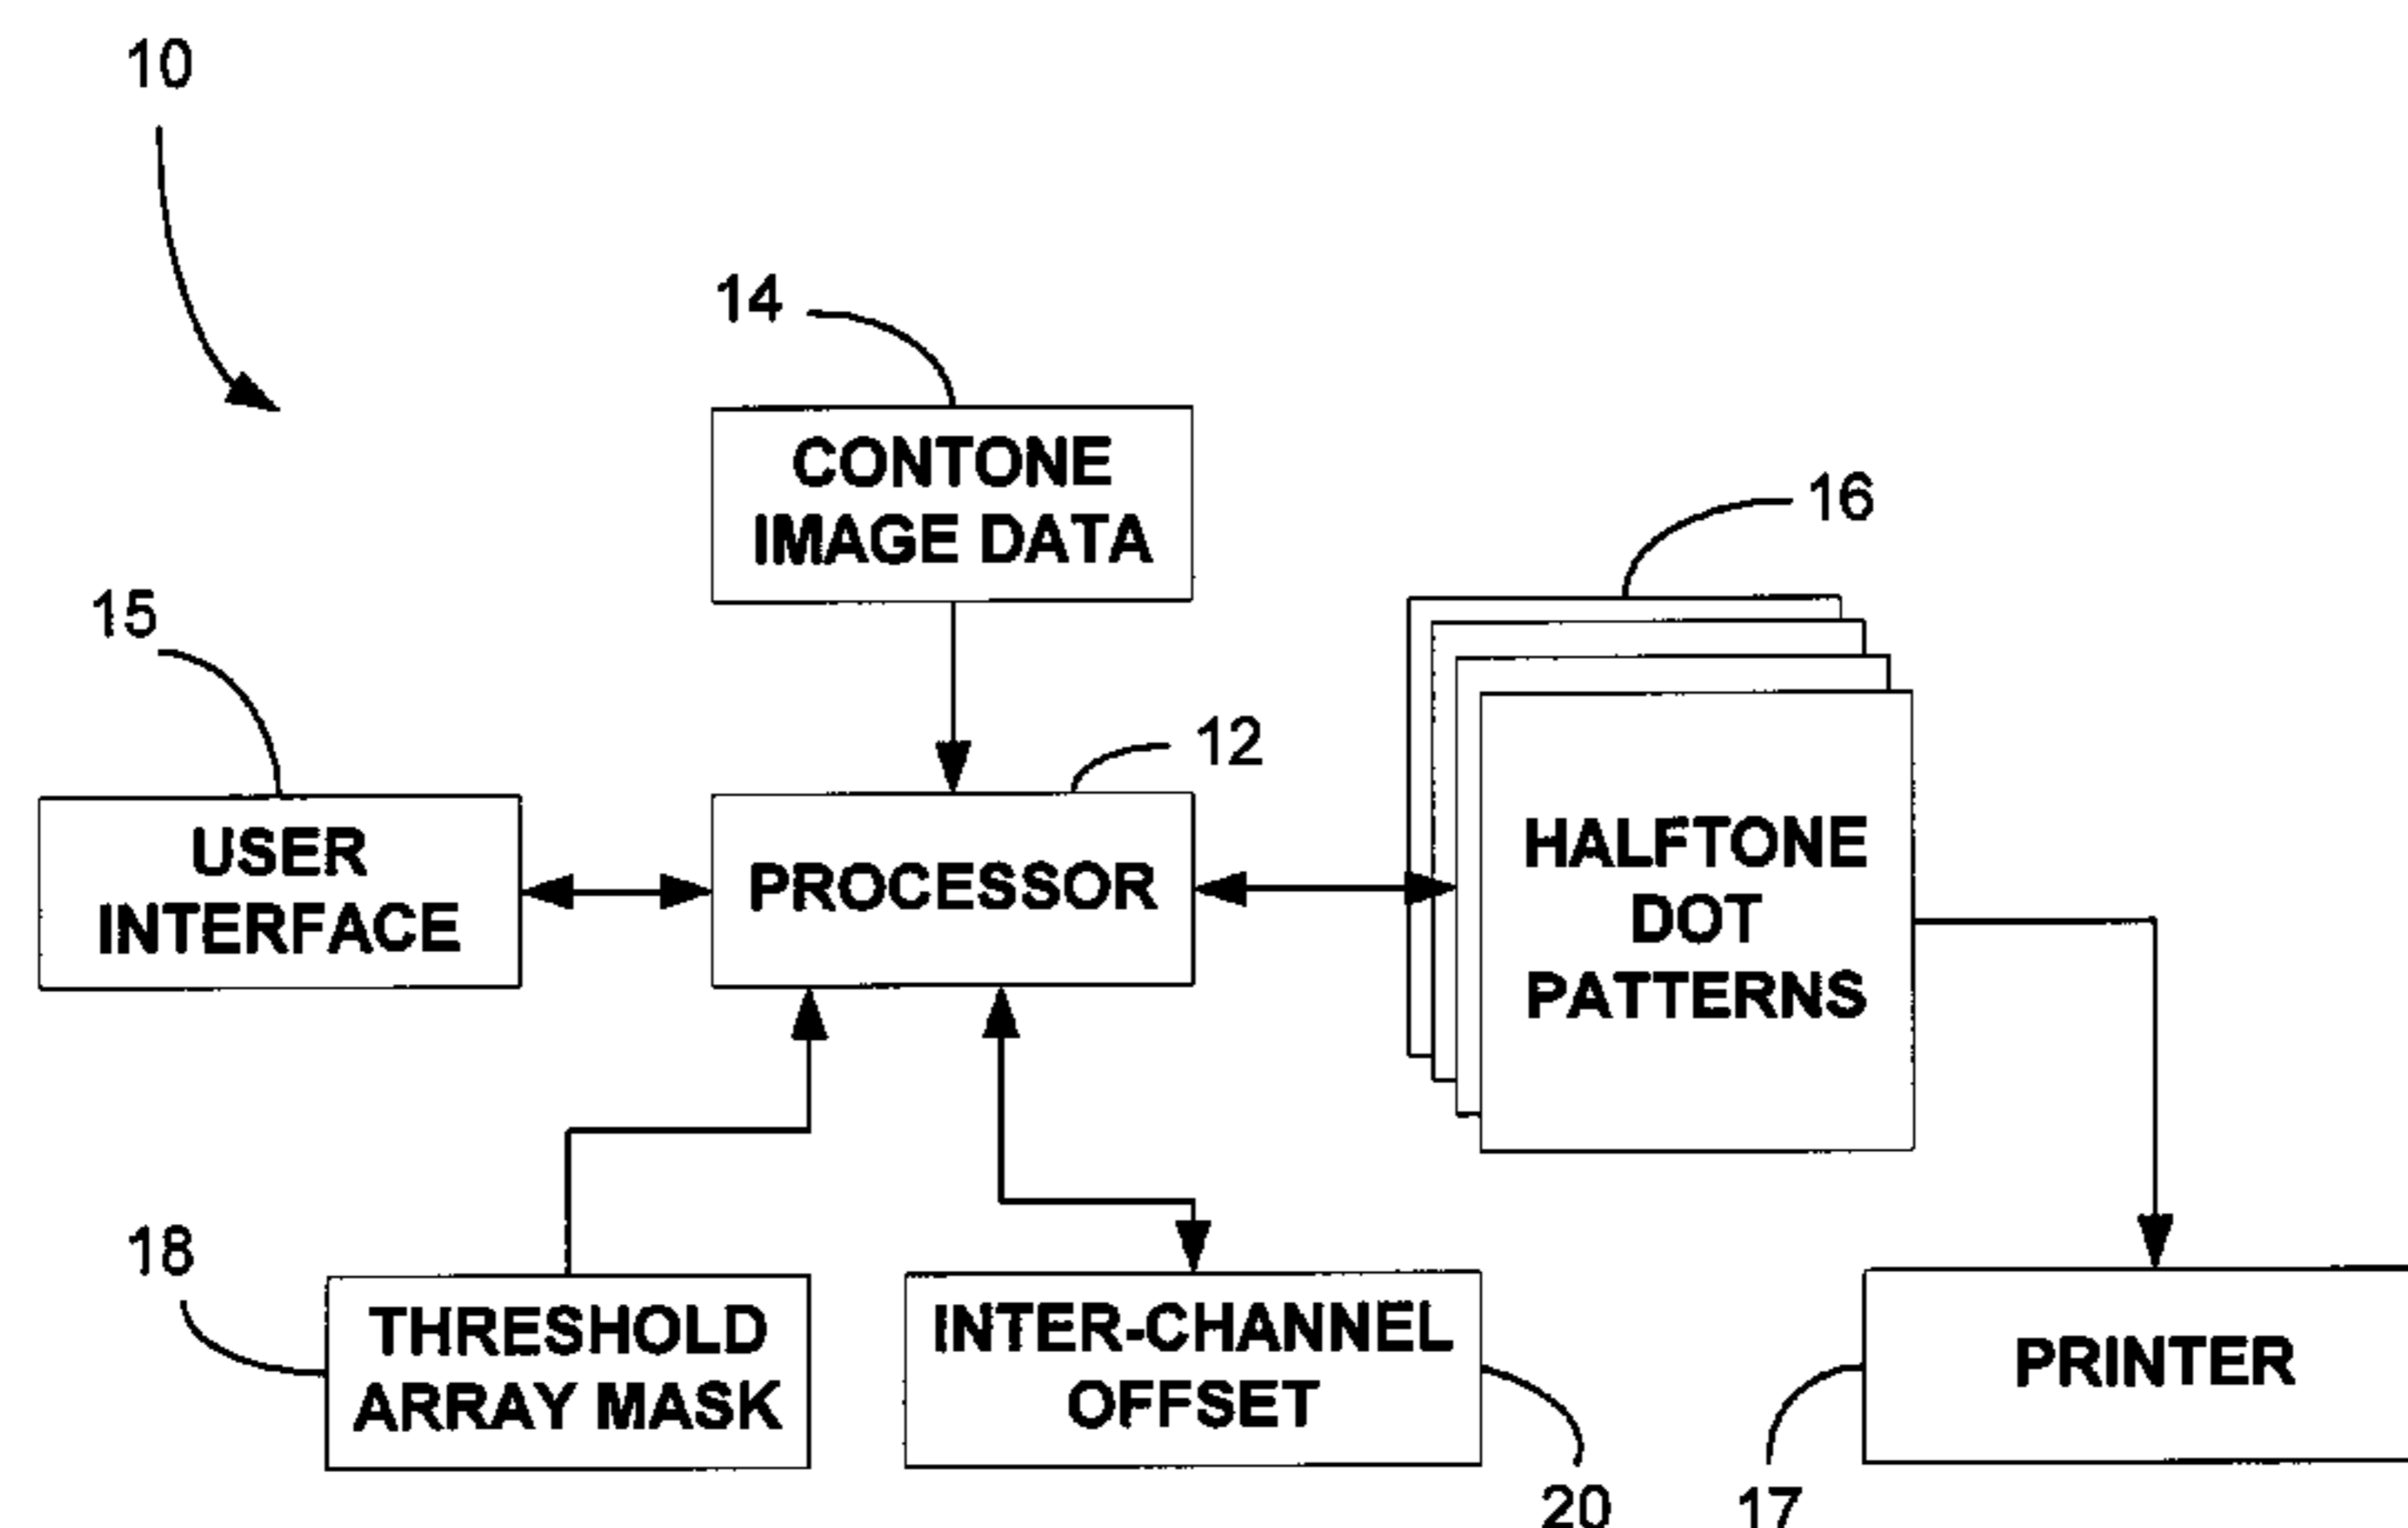 10
14
CONTONE
IMAGE DATA
16
15
12
USER
INTERFACE
PROCESSOR
HALFTONE
DOT
PATTERNS
18
THRESHOLD
ARRAY MASK
INTER-CHANNEL
OFFSET
PRINTER
20
17